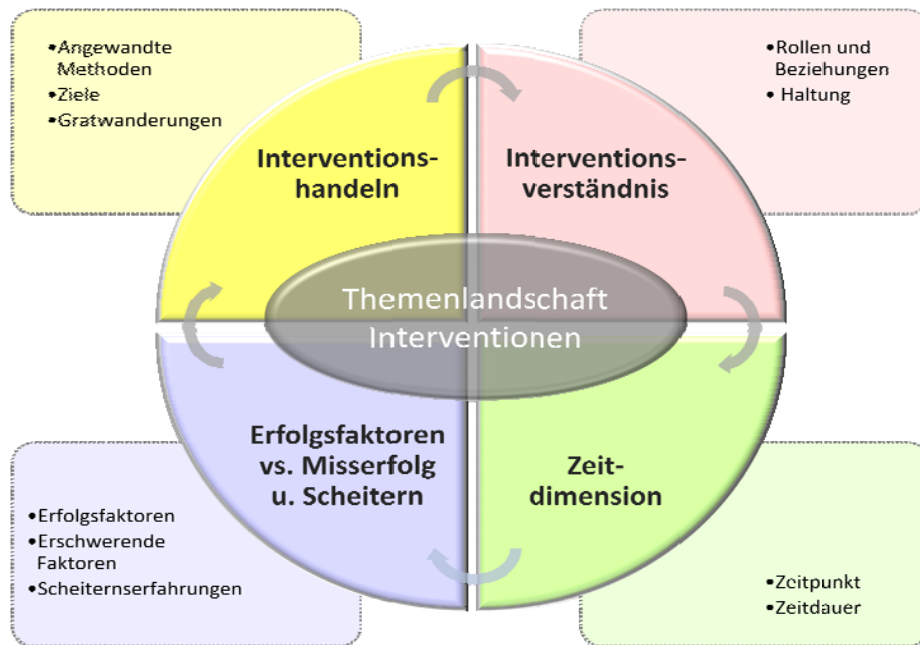 •Angewandte
Methoden
•Ziele
•Gratwanderungen
•Rollen und
Beziehungen
• Haltung
Interventions-
handeln
Interventions-
verständnis
Themenlandschaft
Interventionen
Erfolgsfaktoren
vs. Misserfolg
u. Scheitern
Zeit-
dimension
•Erfolgsfaktoren
•Erschwerende
Faktoren
•Scheiternserfahrungen
•Zeitpunkt
•Zeitdauer